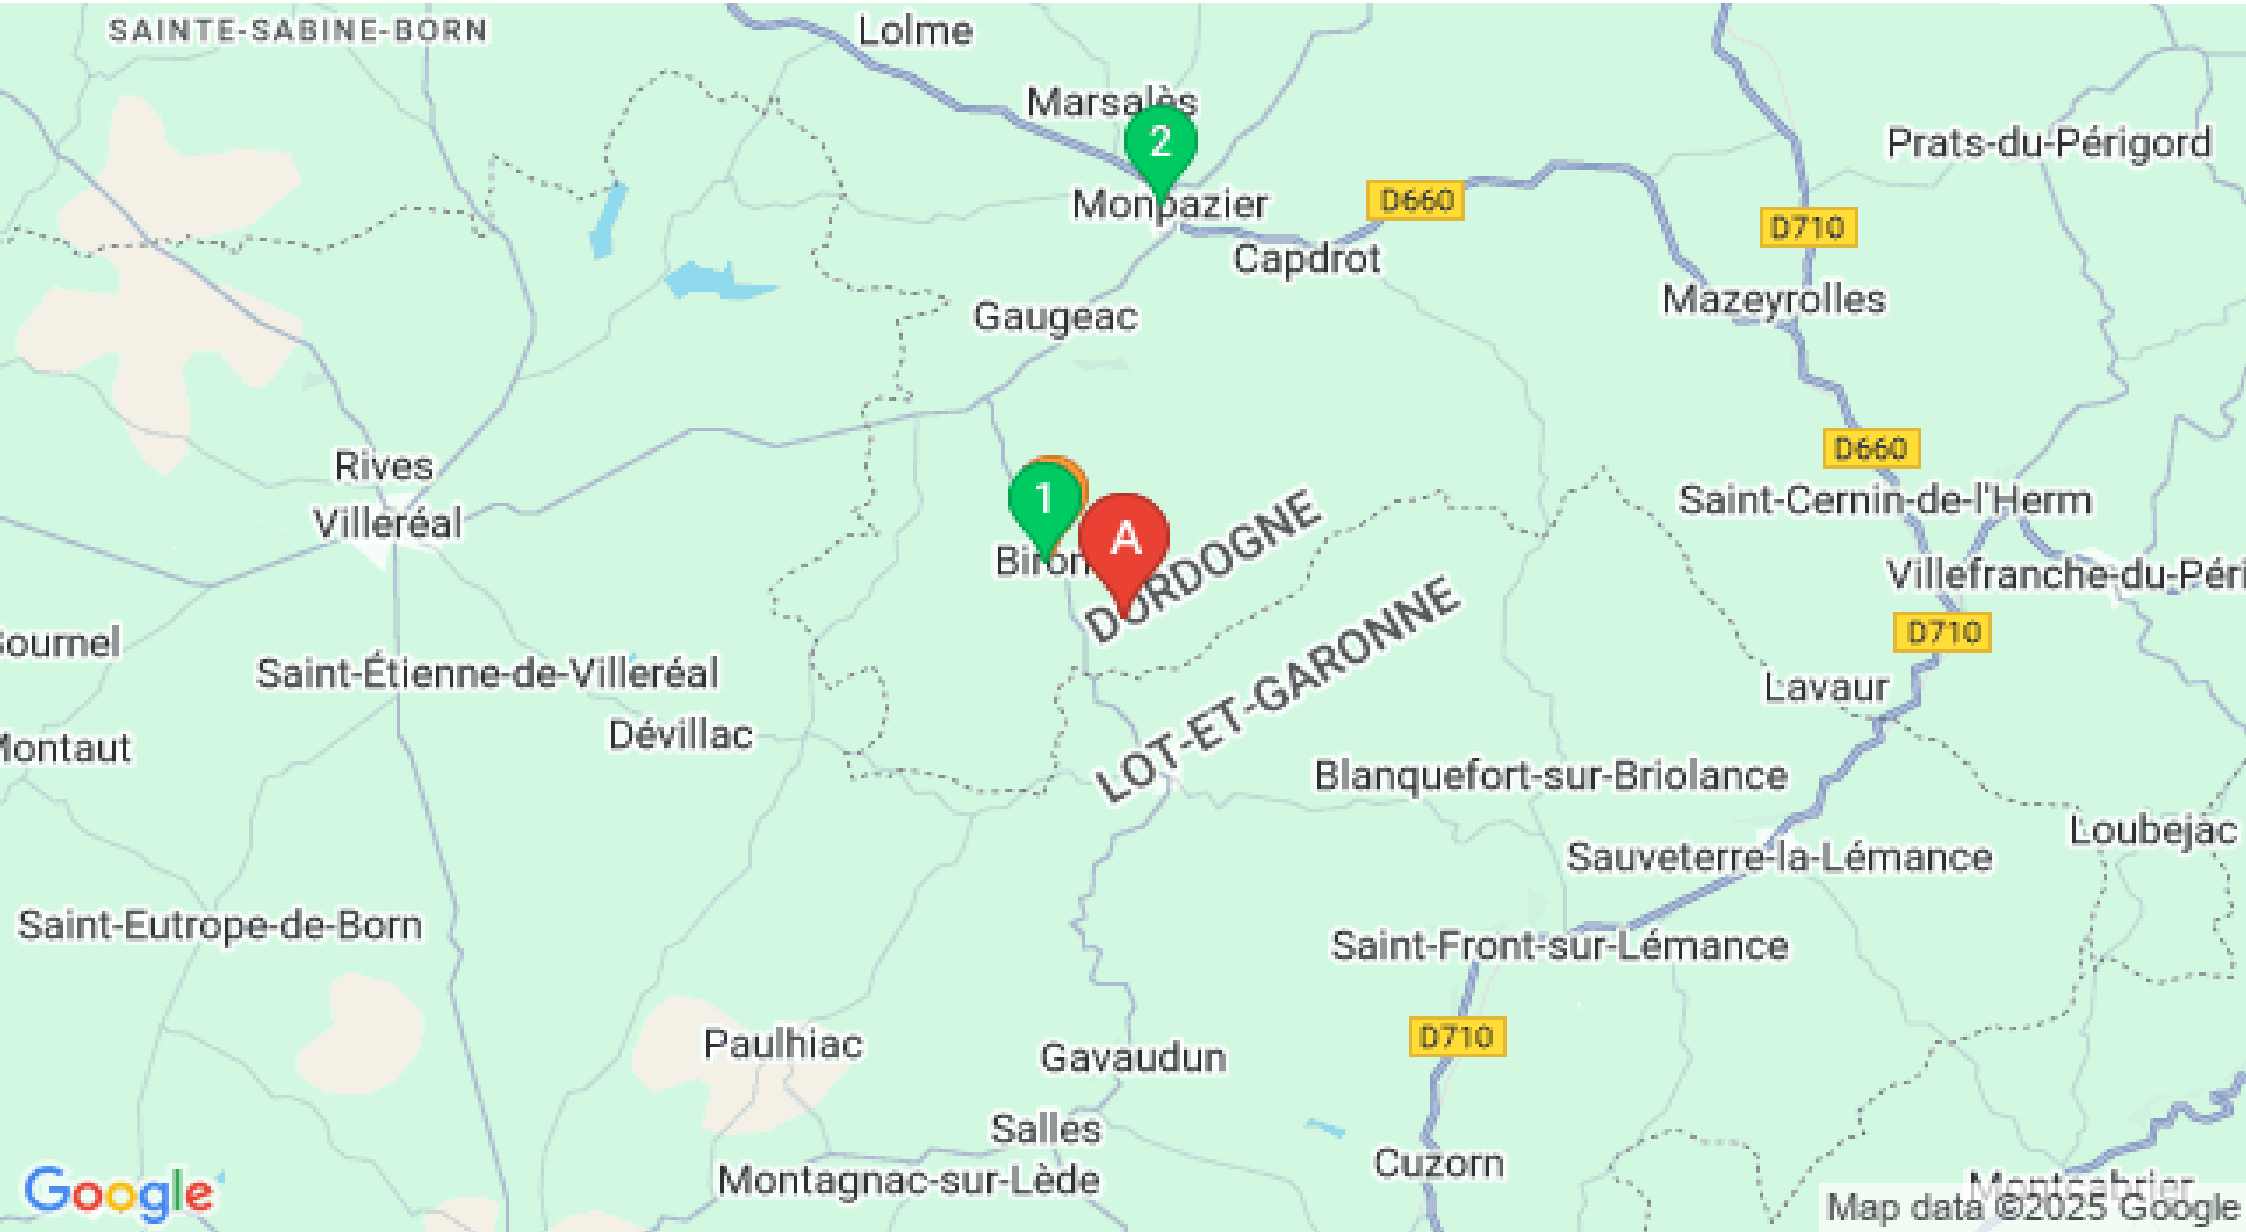 SAINTE-SABINE-BORN
Lolme
Marsalès
2
Prats-du-Périgord
Monpazier
D660
D710
Capdrot
Mazeyrolles
Gaugeac
D660
Rives
1
Saint-Cernin-de-l'Herm
Villeréal
A
Biron
DORDOGNE
Villefranche-du-Péri
D710
ournel
LOT-ET-GARONNE
Saint-Étienne-de-Villeréal
Lavaur
Dévillac
Montaut
Blanquefort-sur-Briolance
Loubejac
Sauveterre-la-Lémance
Saint-Eutrope-de-Born
Saint-Front-sur-Lémance
D710
Paulhiac
Gavaudun
Salles
Cuzorn
Montagnac-sur-Lède
Montcabrier
Google
Map data ©2025 Google